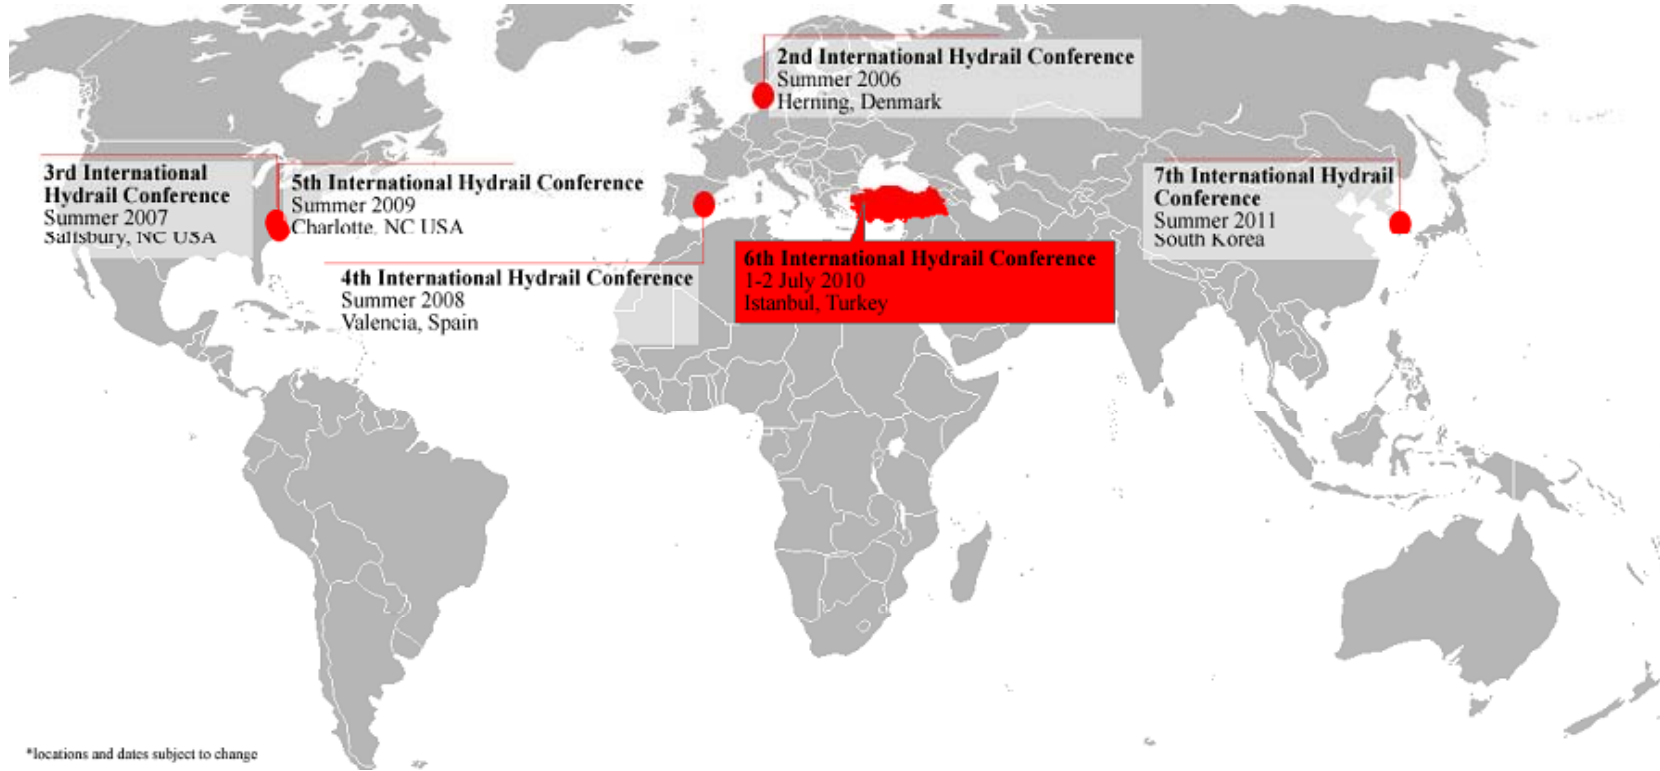 2nd International Hydrail Conference
Summer 2006
Herning, Denmark
3rd International
Hydrail Conference
Summer 2007
Salisbury, NC USA
5th International Hydrail Conference
Summer 2009
Charlotte, NC USA
7th International Hydrail
Conference
Summer 2011
South Korea
4th International Hydrail Conference
Summer 2008
Valencia, Spain
6th International Hydrail Conference
1-2 July 2010
Istanbul, Turkey
*locations and dates subject to change